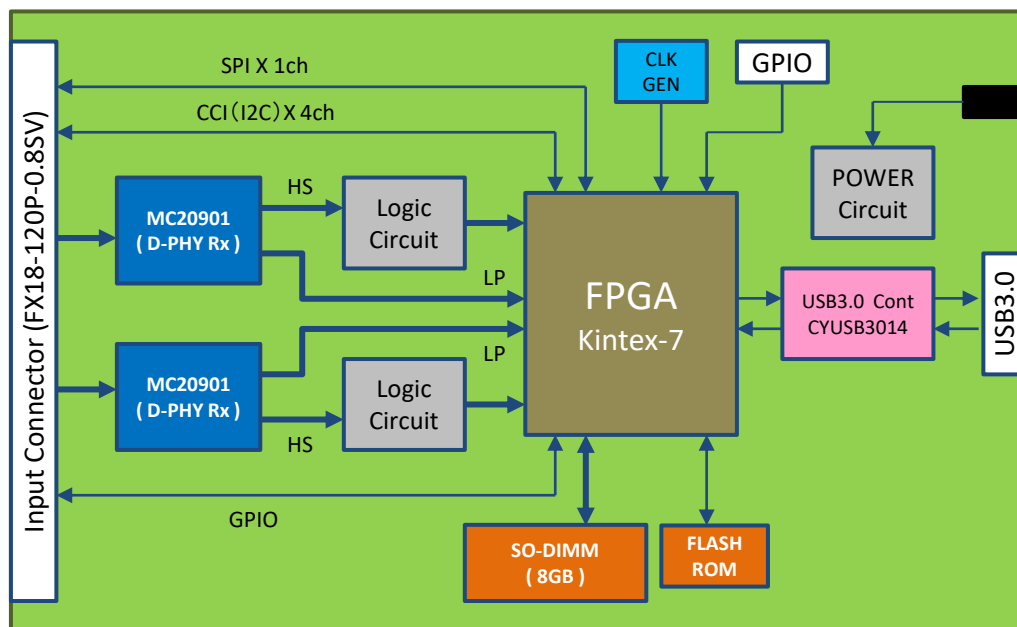 Input Connector (FX18-120P-0.8SV)
SPI X 1ch
CCI(I2C)X 4ch
CLK
GEN
GPIO
POWER
Circuit
MC20901
( D-PHY Rx )
HS
Logic
Circuit
LP
FPGA
Kintex-7
USB3.0 Cont
CYUSB3014
USB3.0
LP
MC20901
( D-PHY Rx )
HS
Logic
Circuit
GPIO
SO-DIMM
( 8GB )
FLASH
ROM